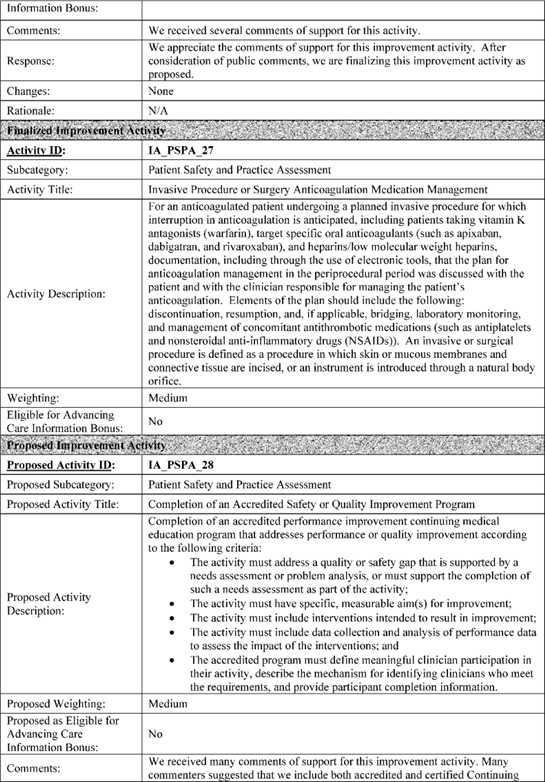 Information Bonus:
Comments: We received several comments of support for this activity.
Response: We appreciate the comments of support for this improvement activity. After
consideration of public comments, we are finalizing this improvement activity as
proposed.
Changes: None
Rationale: N/A
Finalized Improvement Activity
Activity ID: IA_PSPA_27
Subcategory: Patient Safety and Practice Assessment
Activity Title: Invasive Procedure or Surgery Anticoagulation Medication Management
Activity Description: For an anticoagulated patient undergoing a planned invasive procedure for which
interruption in anticoagulation is anticipated, including patients taking vitamin K
antagonists (warfarin), target specific oral anticoagulants (such as apixaban,
dabigatran, and rivaroxaban), and heparins/low molecular weight heparins,
documentation, including through the use of electronic tools, that the plan for
anticoagulation management in the periprocedural period was discussed with the
patient and with the clinician responsible for managing the patient's
anticoagulation. Elements of the plan should include the following:
discontinuation, resumption, and, if applicable, bridging, laboratory monitoring,
and management of concomitant antithrombotic medications (such as antiplatelets
and nonsteroidal anti-inflammatory drugs (NSAIDs)). An invasive or surgical
procedure is defined as a procedure in which skin or mucous membranes and
connective tissue are incised, or an instrument is introduced through a natural body
orifice.
Weighting: Medium
Eligible for Advancing
Care Information Bonus: No
Proposed Improvement Activity
Proposed Activity ID: IA_PSPA_28
Proposed Subcategory: Patient Safety and Practice Assessment
Proposed Activity Title: Completion of an Accredited Safety or Quality Improvement Program
Proposed Activity
Description: Completion of an accredited performance improvement continuing medical
education program that addresses performance or quality improvement according
to the following criteria:
• The activity must address a quality or safety gap that is supported by a
needs assessment or problem analysis, or must support the completion of
such a needs assessment as part of the activity;
• The activity must have specific, measurable aim(s) for improvement;
• The activity must include interventions intended to result in improvement;
• The activity must include data collection and analysis of performance data
to assess the impact of the interventions; and
• The accredited program must define meaningful clinician participation in
their activity, describe the mechanism for identifying clinicians who meet
the requirements, and provide participant completion information.
Proposed Weighting: Medium
Proposed as Eligible for
Advancing Care
Information Bonus: No
Comments: We received many comments of support for this improvement activity. Many
commenters suggested that we include both accredited and certified Continuing